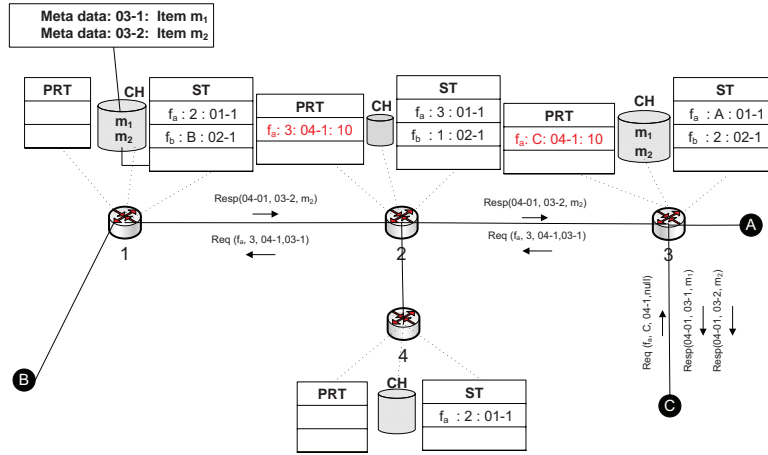 Meta data: 03-1: Item m₁
Meta data: 03-2: Item m₂
PRT
CH
m₁
m₂
ST
fₐ : 2 : 01-1
f_b : B : 02-1
PRT
fₐ: 3: 04-1: 10
CH
ST
fₐ : 3 : 01-1
f_b : 1 : 02-1
PRT
fₐ: C: 04-1: 10
CH
m₁
m₂
ST
fₐ : A : 01-1
f_b : 2 : 02-1
Resp(04-01, 03-2, m₂)
Req (fₐ, 3, 04-1,03-1)
Resp(04-01, 03-2, m₂)
Req (fₐ, 3, 04-1,03-1)
1
2
3
A
B
4
Req (fₐ, C, 04-1,null)
Resp(04-01, 03-1, m₁)
Resp(04-01, 03-2, m₂)
C
PRT
CH
ST
fₐ : 2 : 01-1